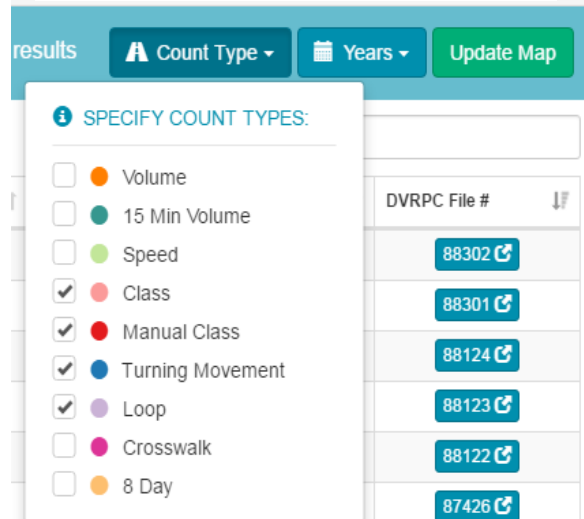 results
Count Type
Years
Update Map
SPECIFY COUNT TYPES:
Volume
15 Min Volume
Speed
Class
Manual Class
Turning Movement
Loop
Crosswalk
8 Day
DVRPC File #
88302
88301
88124
88123
88122
87426